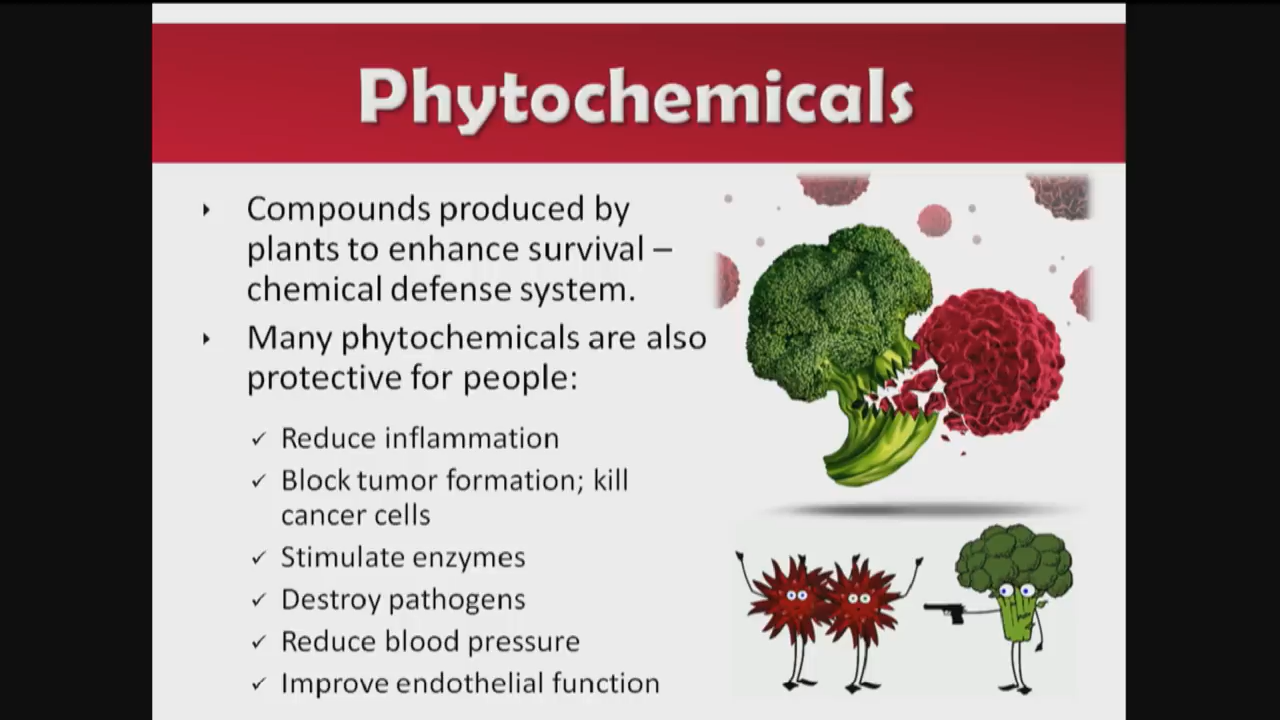 Phytochemicals
Compounds produced by
plants to enhance survival –
chemical defense system.
Many phytochemicals are also
protective for people:
Reduce inflammation
Block tumor formation; kill
cancer cells
Stimulate enzymes
Destroy pathogens
Reduce blood pressure
Improve endothelial function